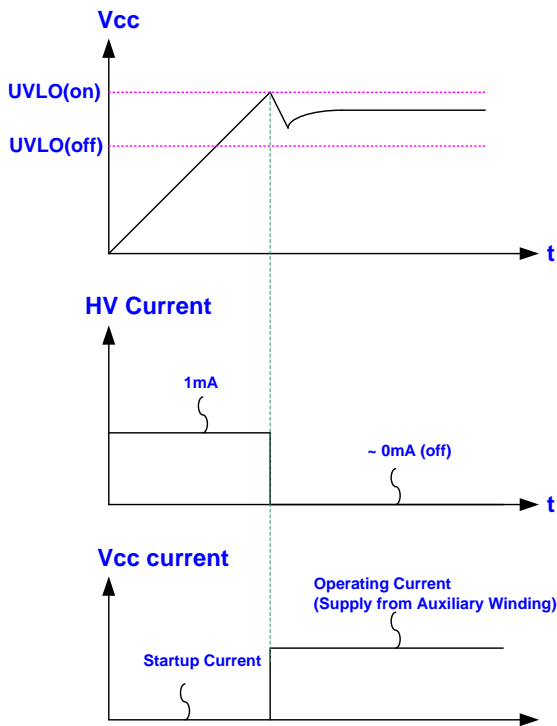 Vcc
UVLO(on)
UVLO(off)
t
HV Current
1mA
~ 0mA (off)
t
Vcc current
Operating Current
(Supply from Auxiliary Winding)
Startup Current